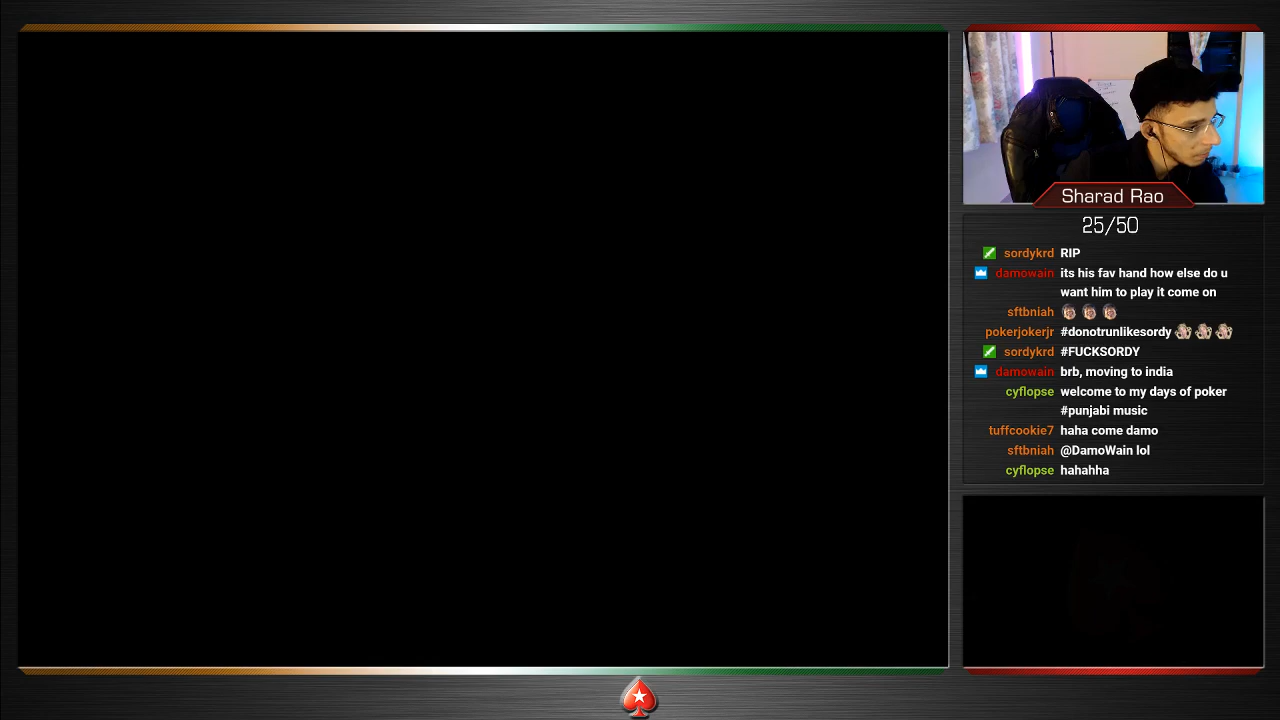 Sharad Rao
25/50
sordykrd RIP
damowain its his fav hand how else do u
want him to play it come on
sftbniah
pokerjokerjr #donotrunlikesordy
sordykrd #FUCKSORDY
damowain brb, moving to india
cyflopse welcome to my days of poker
#punjabi music
tuffcookie7 haha come damo
sftbniah @DamoWain lol
cyflopse hahahha